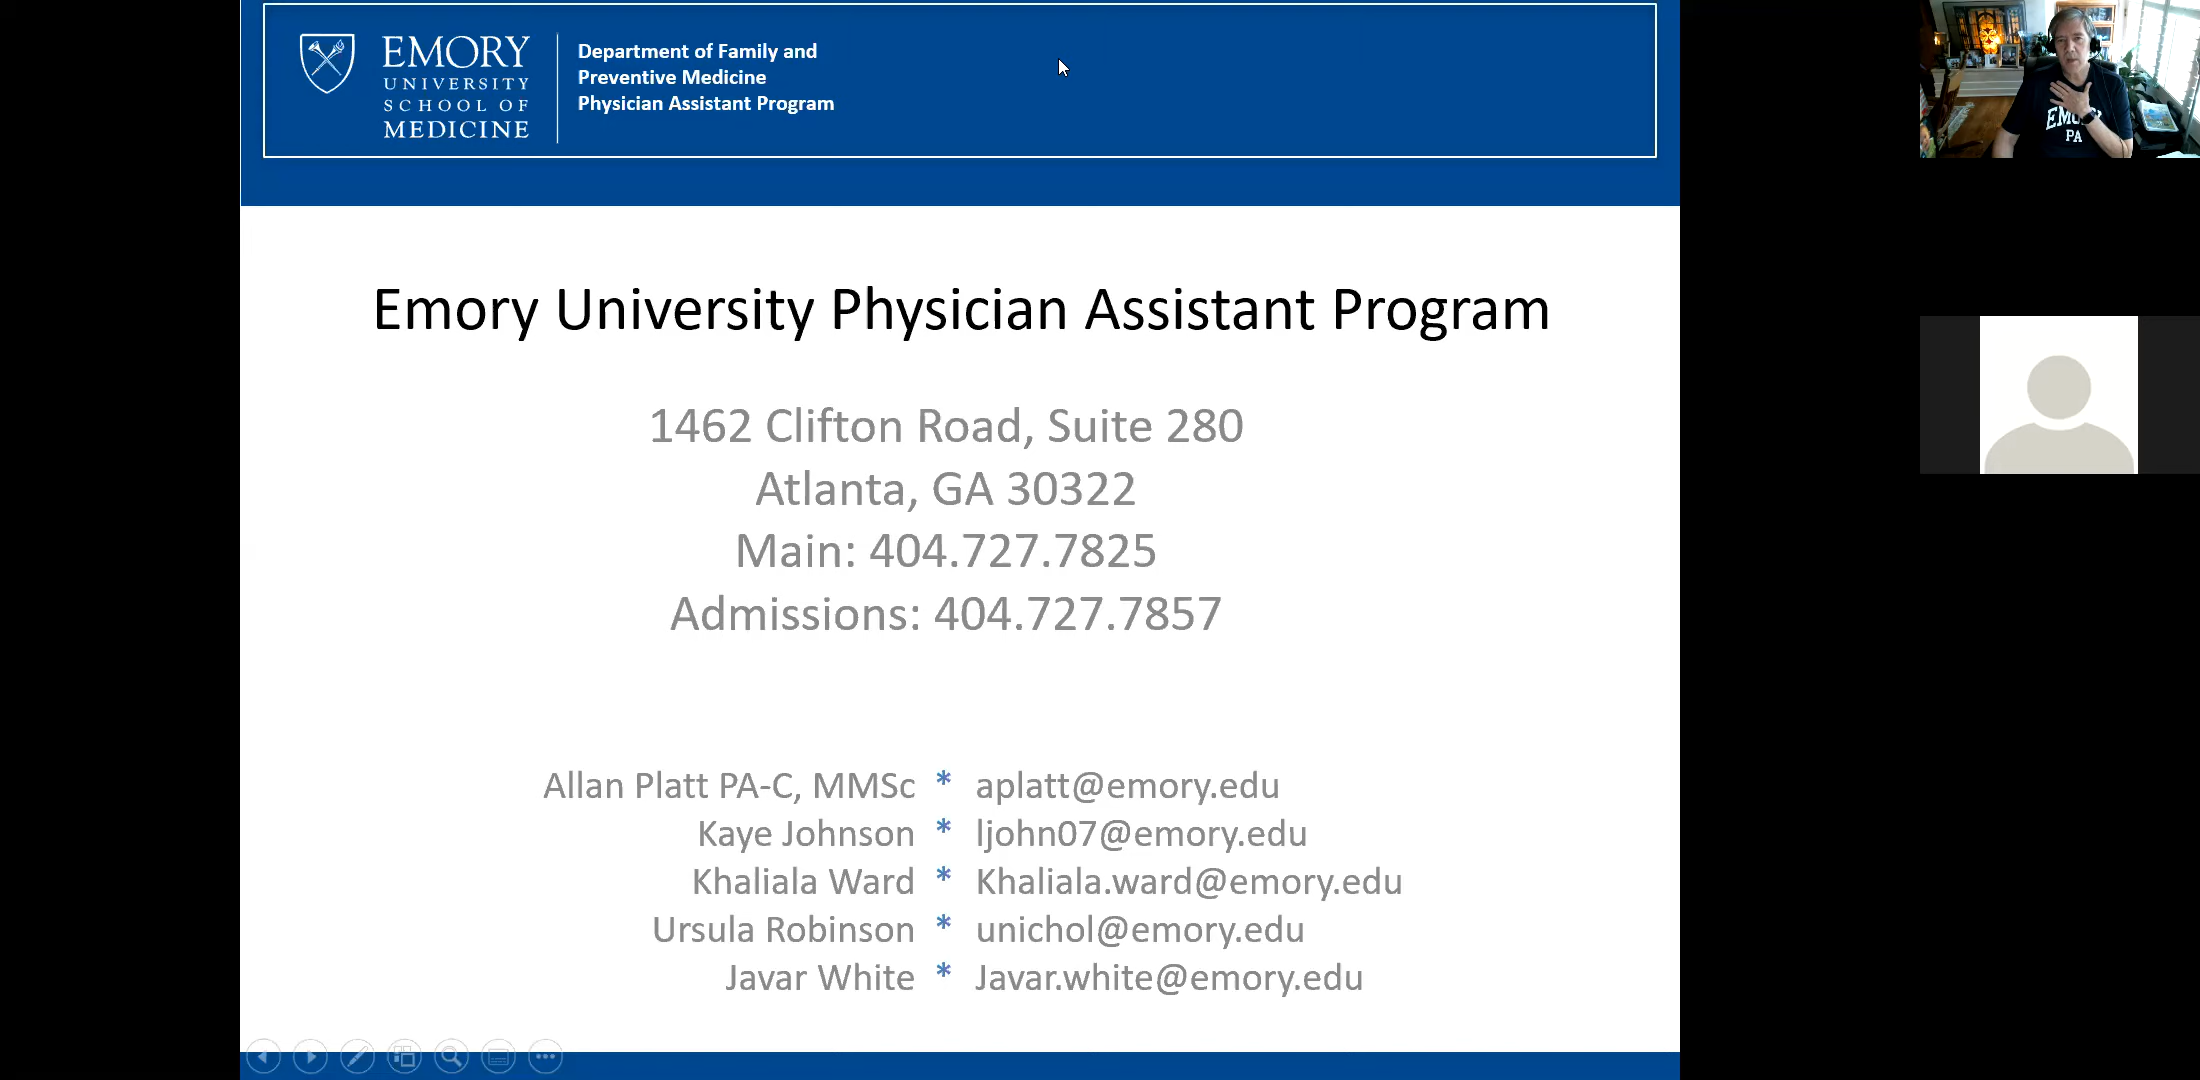 EMORY
UNIVERSITY
SCHOOL OF
MEDICINE
Department of Family and
Preventive Medicine
Physician Assistant Program
EMORY
PA
Emory University Physician Assistant Program
1462 Clifton Road, Suite 280
Atlanta, GA 30322
Main: 404.727.7825
Admissions: 404.727.7857
Allan Platt PA-C, MMSc * aplatt@emory.edu
Kaye Johnson * ljohn07@emory.edu
Khaliala Ward * Khaliala.ward@emory.edu
Ursula Robinson * unichol@emory.edu
Javar White * Javar.white@emory.edu